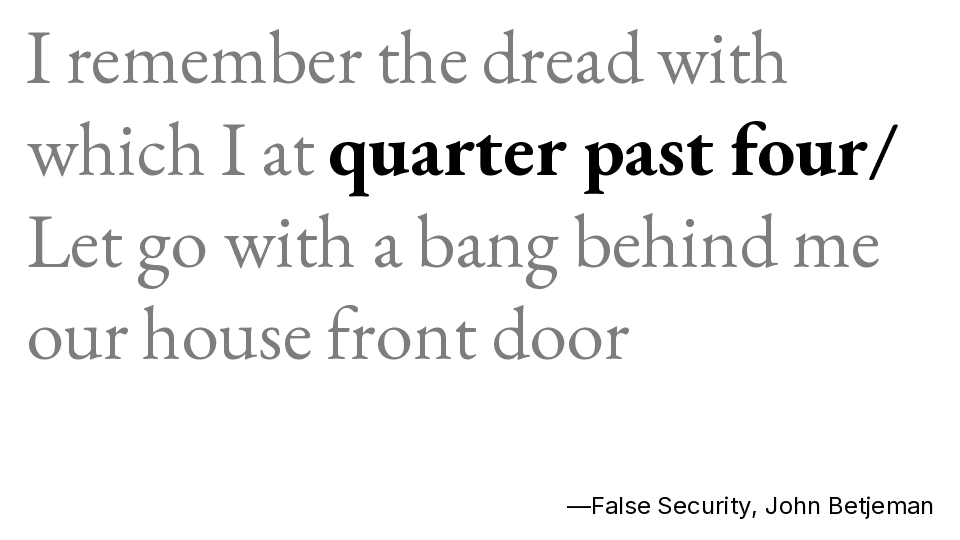 I remember the dread with
which I at quarter past four/
Let go with a bang behind me
our house front door
—False Security, John Betjeman